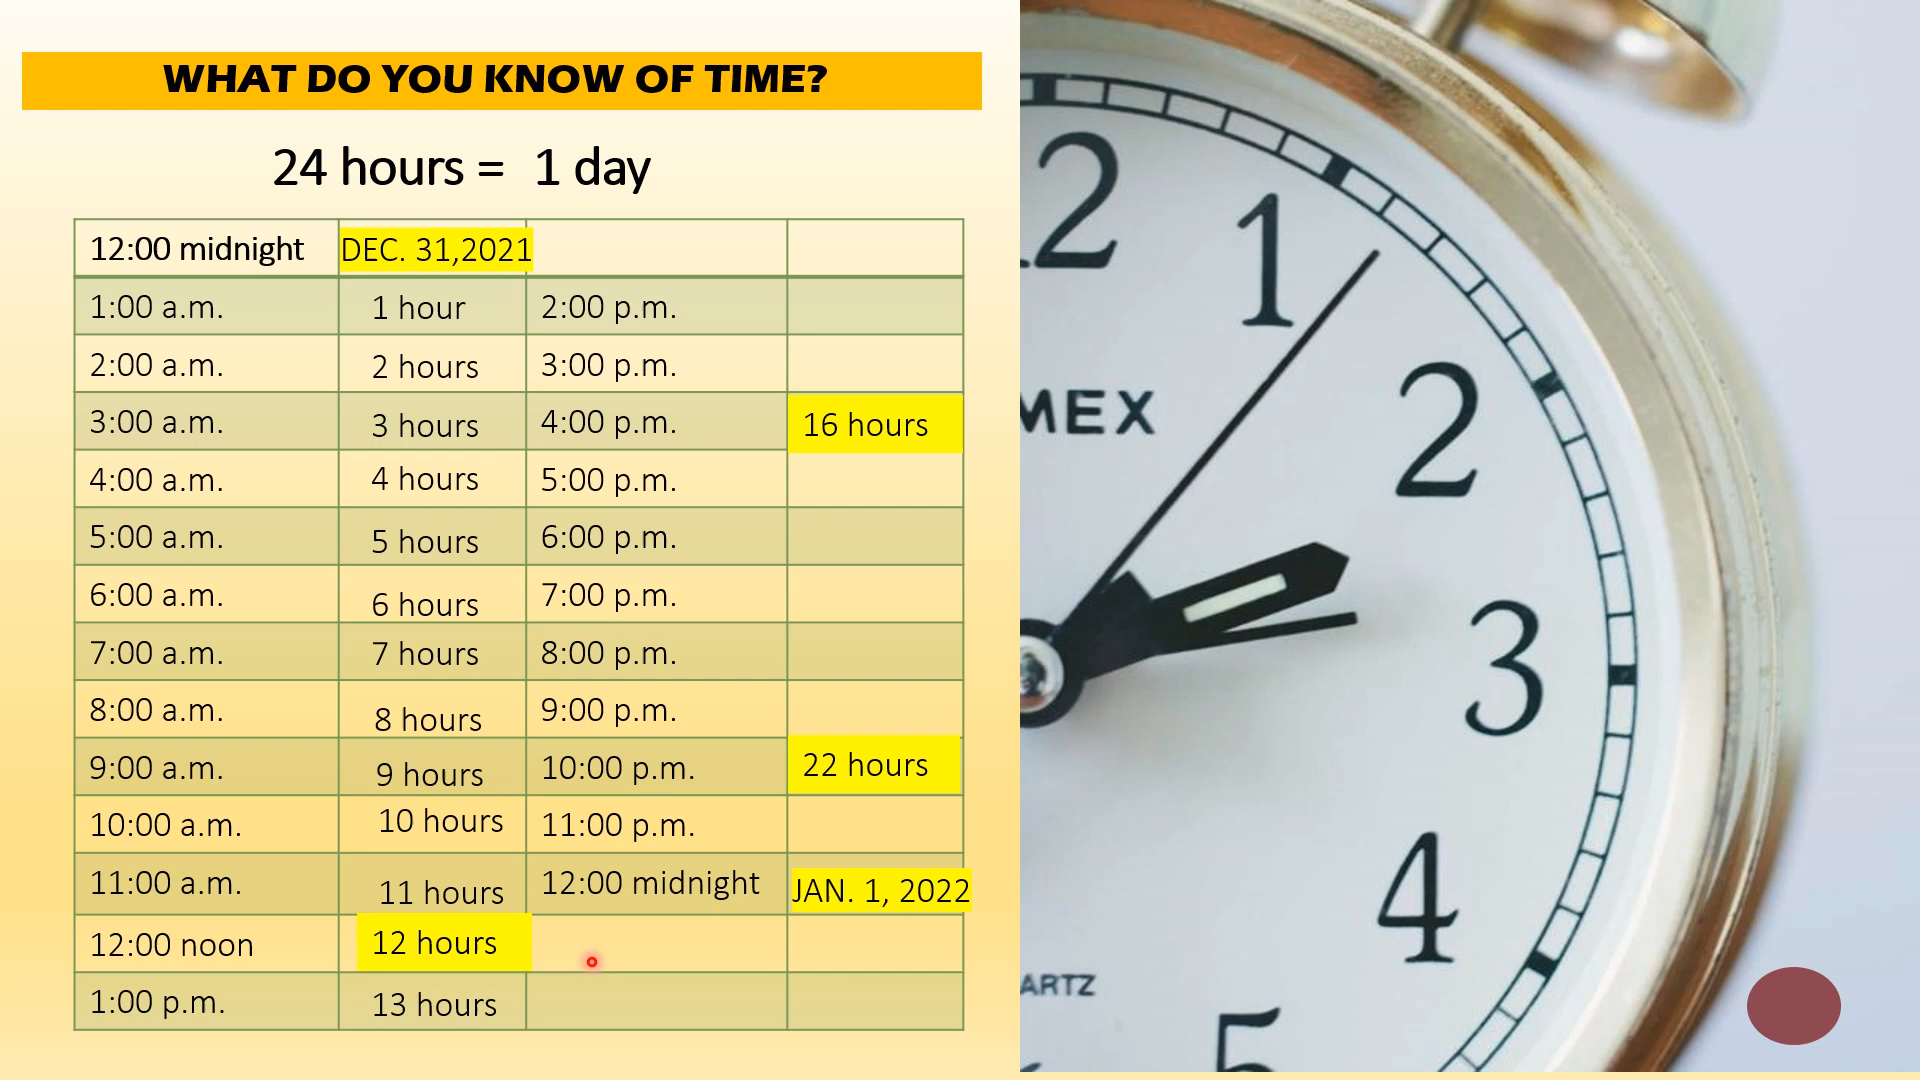 WHAT DO YOU KNOW OF TIME?
24 hours = 1 day
12:00 midnight DEC. 31,2021
1:00 a.m. 1 hour 2:00 p.m.
2:00 a.m. 2 hours 3:00 p.m.
3:00 a.m. 3 hours 4:00 p.m. 16 hours
4:00 a.m. 4 hours 5:00 p.m.
5:00 a.m. 5 hours 6:00 p.m.
6:00 a.m. 6 hours 7:00 p.m.
7:00 a.m. 7 hours 8:00 p.m.
8:00 a.m. 8 hours 9:00 p.m.
9:00 a.m. 9 hours 10:00 p.m. 22 hours
10:00 a.m. 10 hours 11:00 p.m.
11:00 a.m. 11 hours 12:00 midnight JAN. 1, 2022
12:00 noon 12 hours
1:00 p.m. 13 hours
12
1
2
MEX
3
4
ARTZ
5